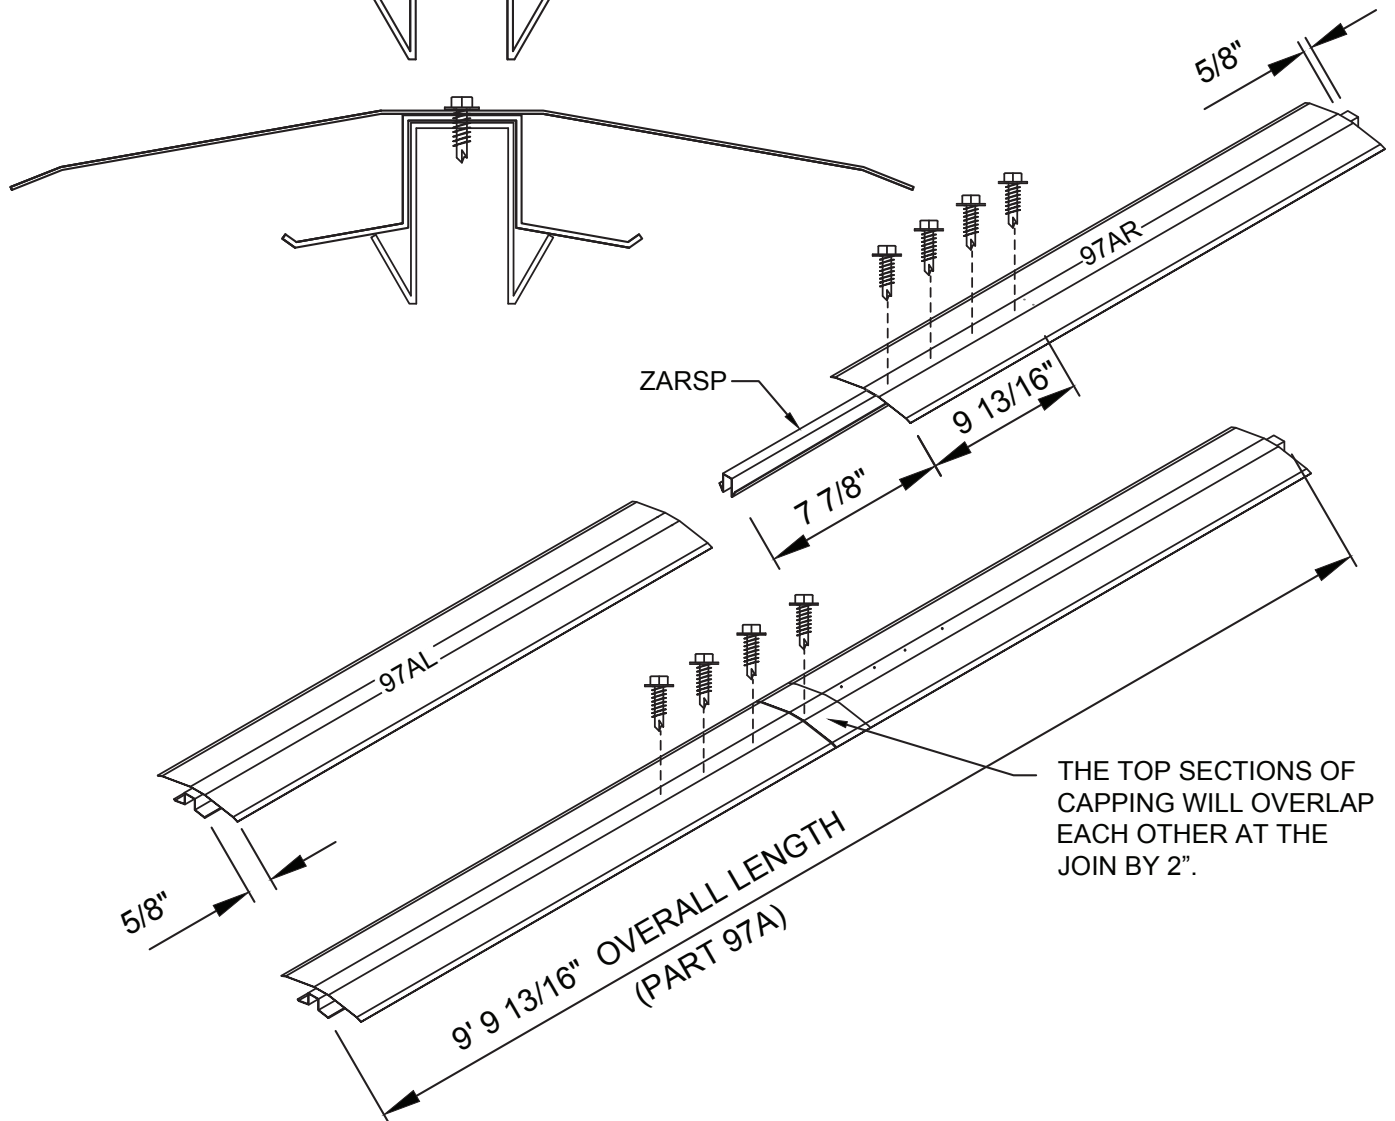 5/8"
97AR
ZARSP
9 13/16"
7 7/8"
97AL
THE TOP SECTIONS OF
CAPPING WILL OVERLAP
EACH OTHER AT THE
JOIN BY 2”.
5/8"
9' 9 13/16" OVERALL LENGTH
(PART 97A)